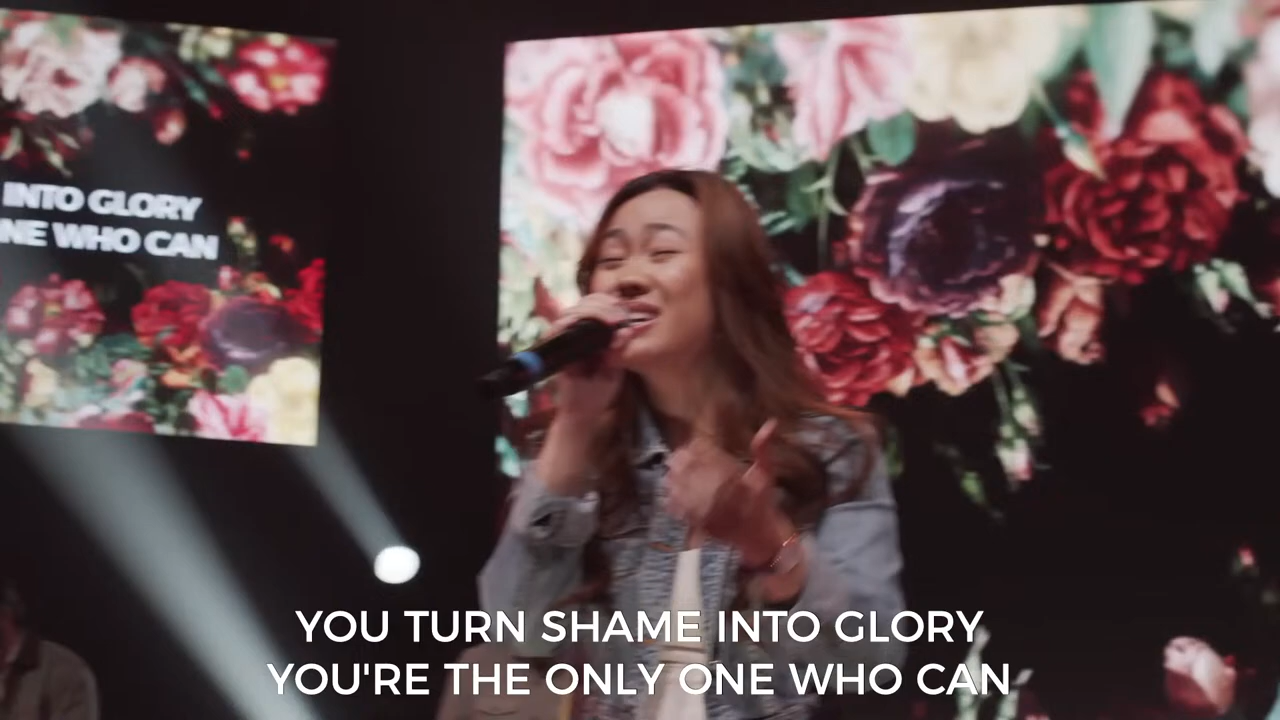 INTO GLORY
NE WHO CAN
YOU TURN SHAME INTO GLORY
YOU'RE THE ONLY ONE WHO CAN